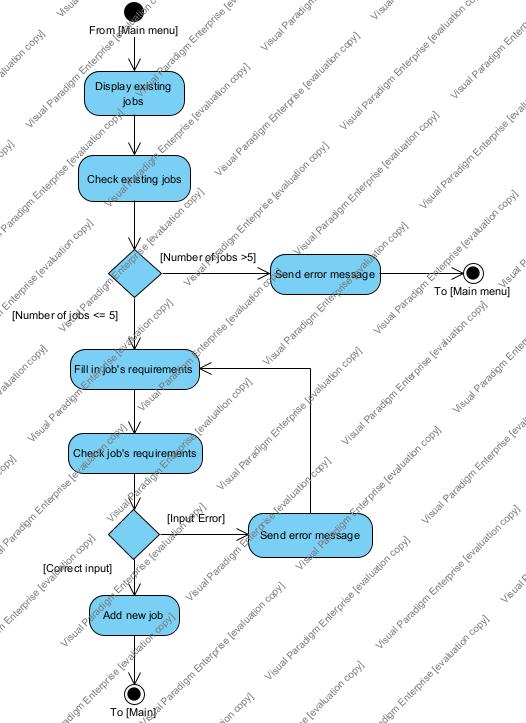 From [Main menu]
Display existing
jobs
Check existing jobs
[Number of jobs >5]
Send error message
To [Main menu]
[Number of jobs <= 5]
Fill in job's requirements
Check job's requirements
[Input Error]
Send error message
[Correct input]
Add new job
To [Main]
Visual Paradigm Enterprise [evaluation copy]